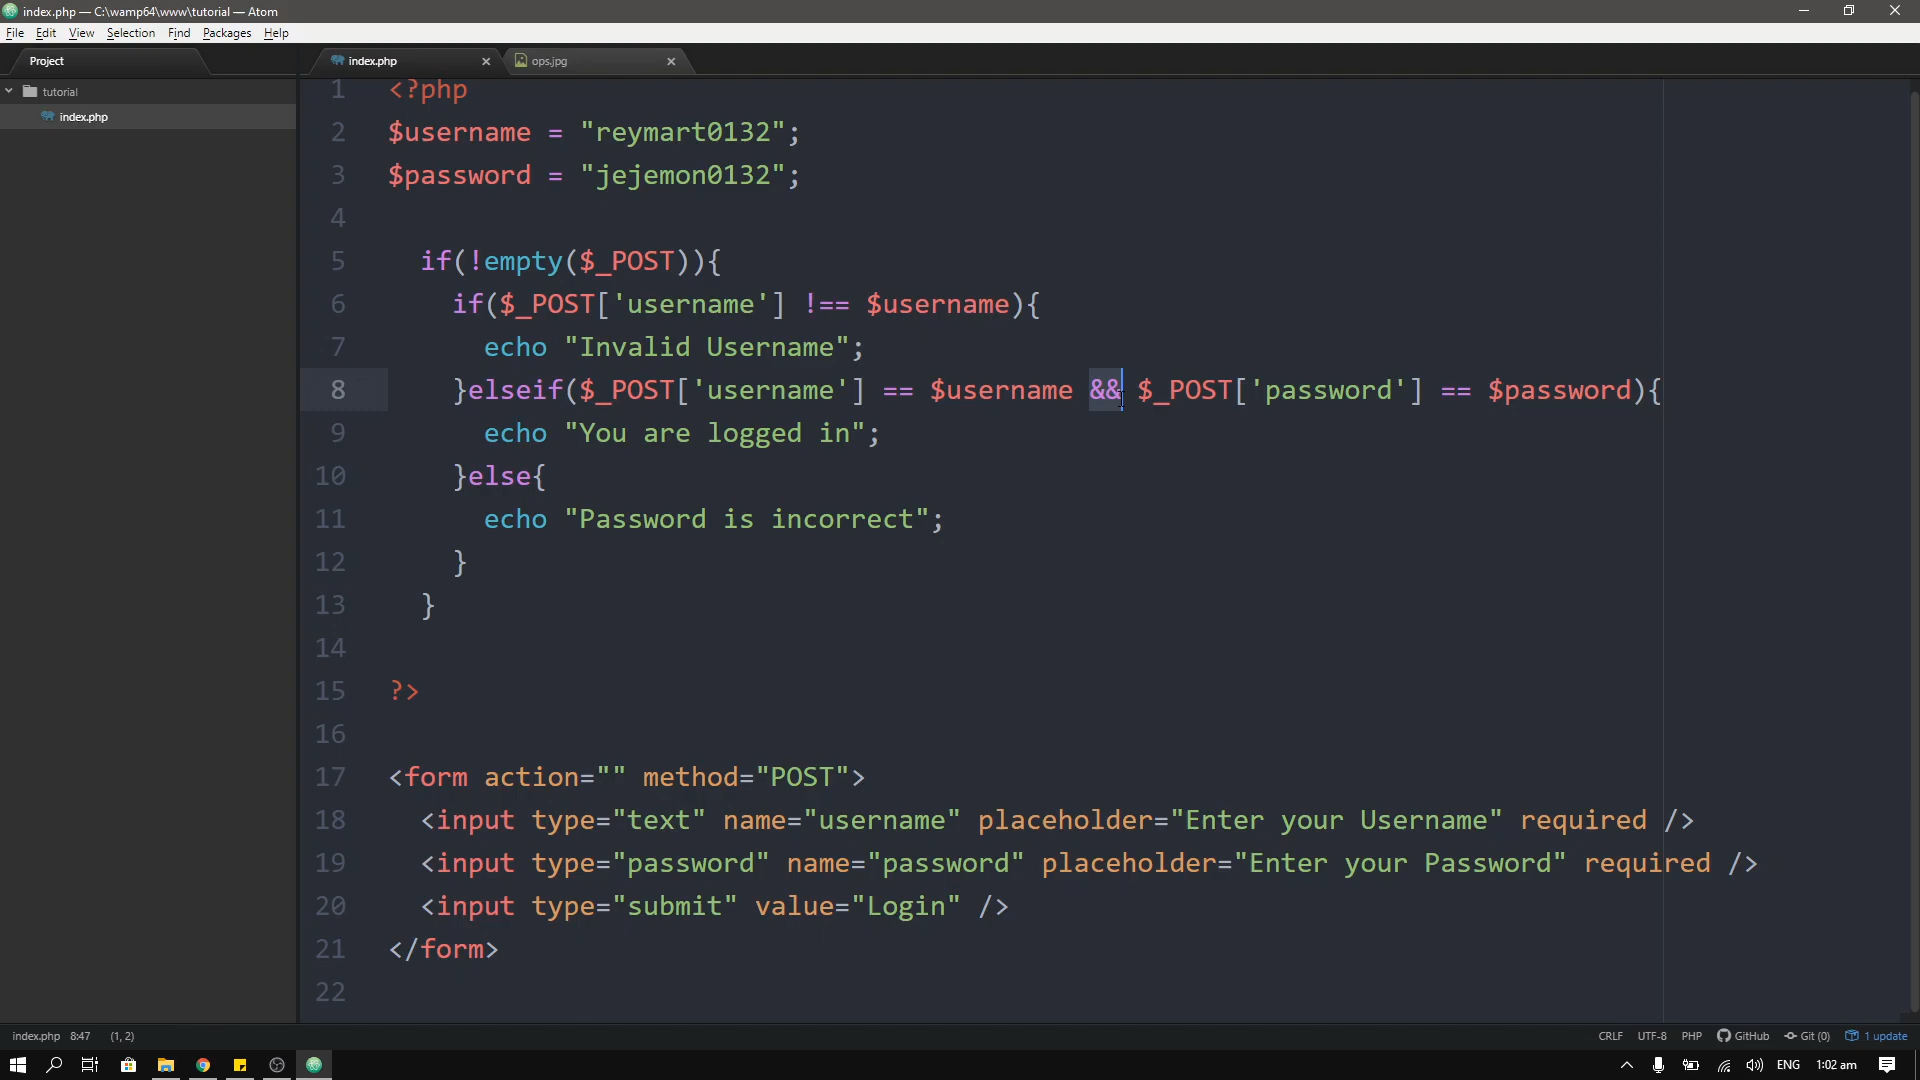 index.php — C:\wamp64\www\tutorial — Atom
File Edit View Selection Find Packages Help
Project
index.php
ops.jpg
tutorial
index.php
1 <?php
2 $username = "reymart0132";
3 $password = "jejemon0132";
4
5 if(!empty($_POST)){
6 if($_POST['username'] !== $username){
7 echo "Invalid Username";
8 }elseif($_POST['username'] == $username && $_POST['password'] == $password){
9 echo "You are logged in";
10 }else{
11 echo "Password is incorrect";
12 }
13 }
14
15 ?>
16
17 <form action="" method="POST">
18 <input type="text" name="username" placeholder="Enter your Username" required />
19 <input type="password" name="password" placeholder="Enter your Password" required />
20 <input type="submit" value="Login" />
21 </form>
22
index.php 8:47 (1, 2)
CRLF UTF-8 PHP GitHub Git (0) 1 update
ENG 1:02 am